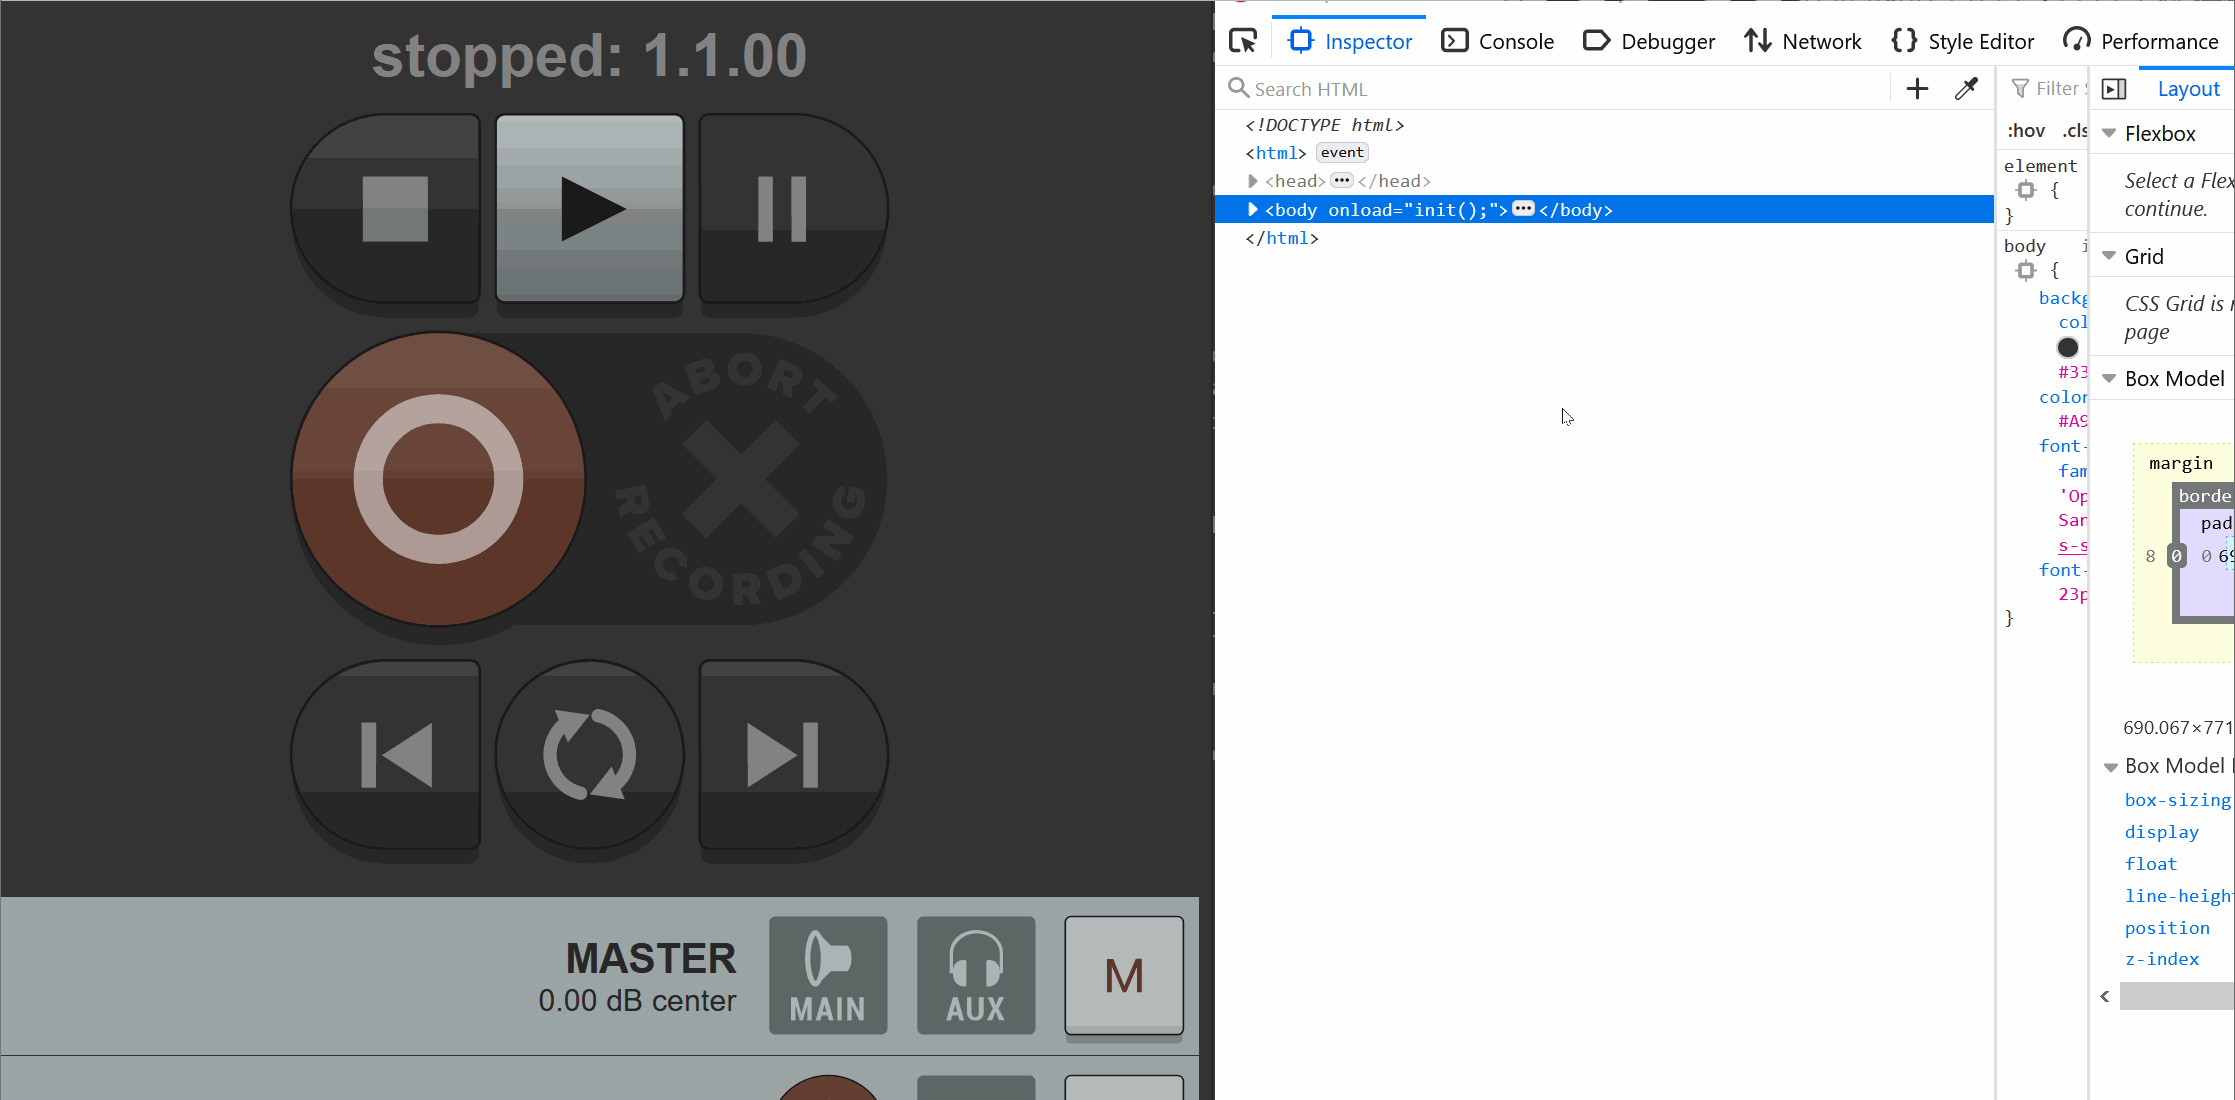 stopped: 1.1.00
ABORT
RECORDING
MASTER
0.00 dB center
MAIN
AUX
M
Inspector
Console
Debugger
Network
Style Editor
Performance
Search HTML
<!DOCTYPE html>
<html> event
<head>
</head>
<body onload="init();">
</body>
</html>
Filter
:hov .cls
element
{
}
body
{
backg
col
#33
color
#A9
font-
fam
'Op
San
s-s
font-
23p
}
Layout
Flexbox
Select a Flex
continue.
Grid
CSS Grid is
page
Box Model
margin
borde
pad
8 0 0 69
690.067×771
Box Model
box-sizing
display
float
line-height
position
z-index